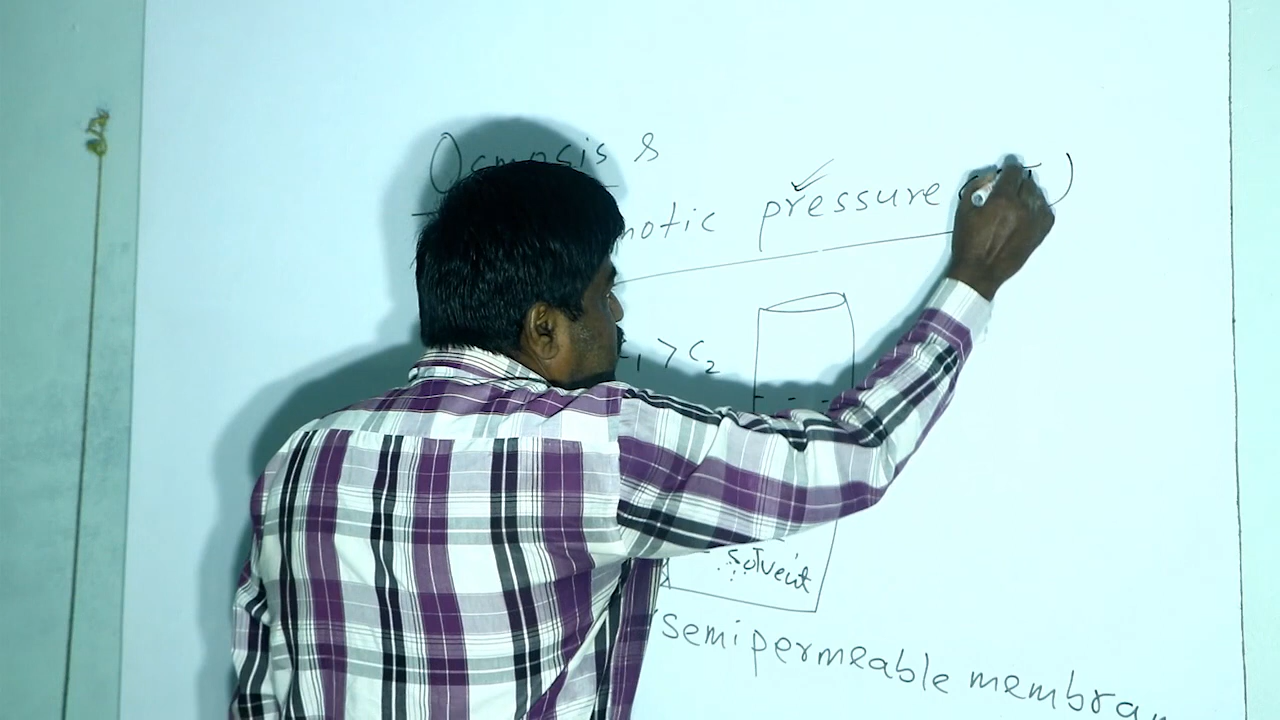 Osmosis &
motic pressure ( )
C1 > C2
solvent
semipermeable membra